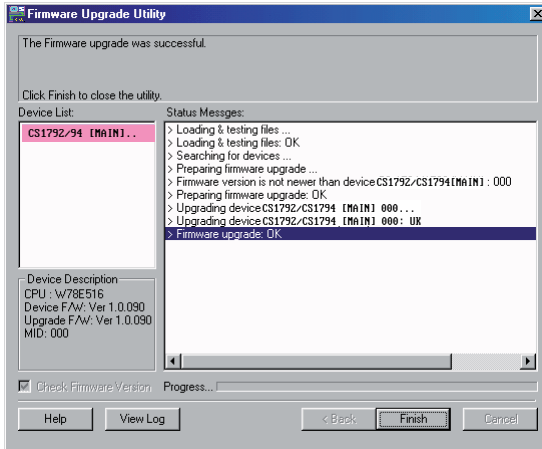 Firmware Upgrade Utility
The Firmware upgrade was successful.
Click Finish to close the utility.
Device List:
CS1792/94 [MAIN]..
Status Messges:
> Loading & testing files ...
> Loading & testing files: OK
> Searching for devices ...
> Preparing firmware upgrade ...
> Firmware version is not newer than device CS1792/CS1794[MAIN] : 000
> Preparing firmware upgrade: OK
> Upgrading device CS1792/CS1794 [MAIN] 000...
> Upgrading device CS1792/CS1794 [MAIN] 000: UK
> Firmware upgrade: OK
Device Description
CPU : W78E516
Device F/W: Ver 1.0.090
Upgrade F/W: Ver 1.0.090
MID: 000
Check Firmware Version
Progress...
Help
View Log
< Back
Finish
Cancel